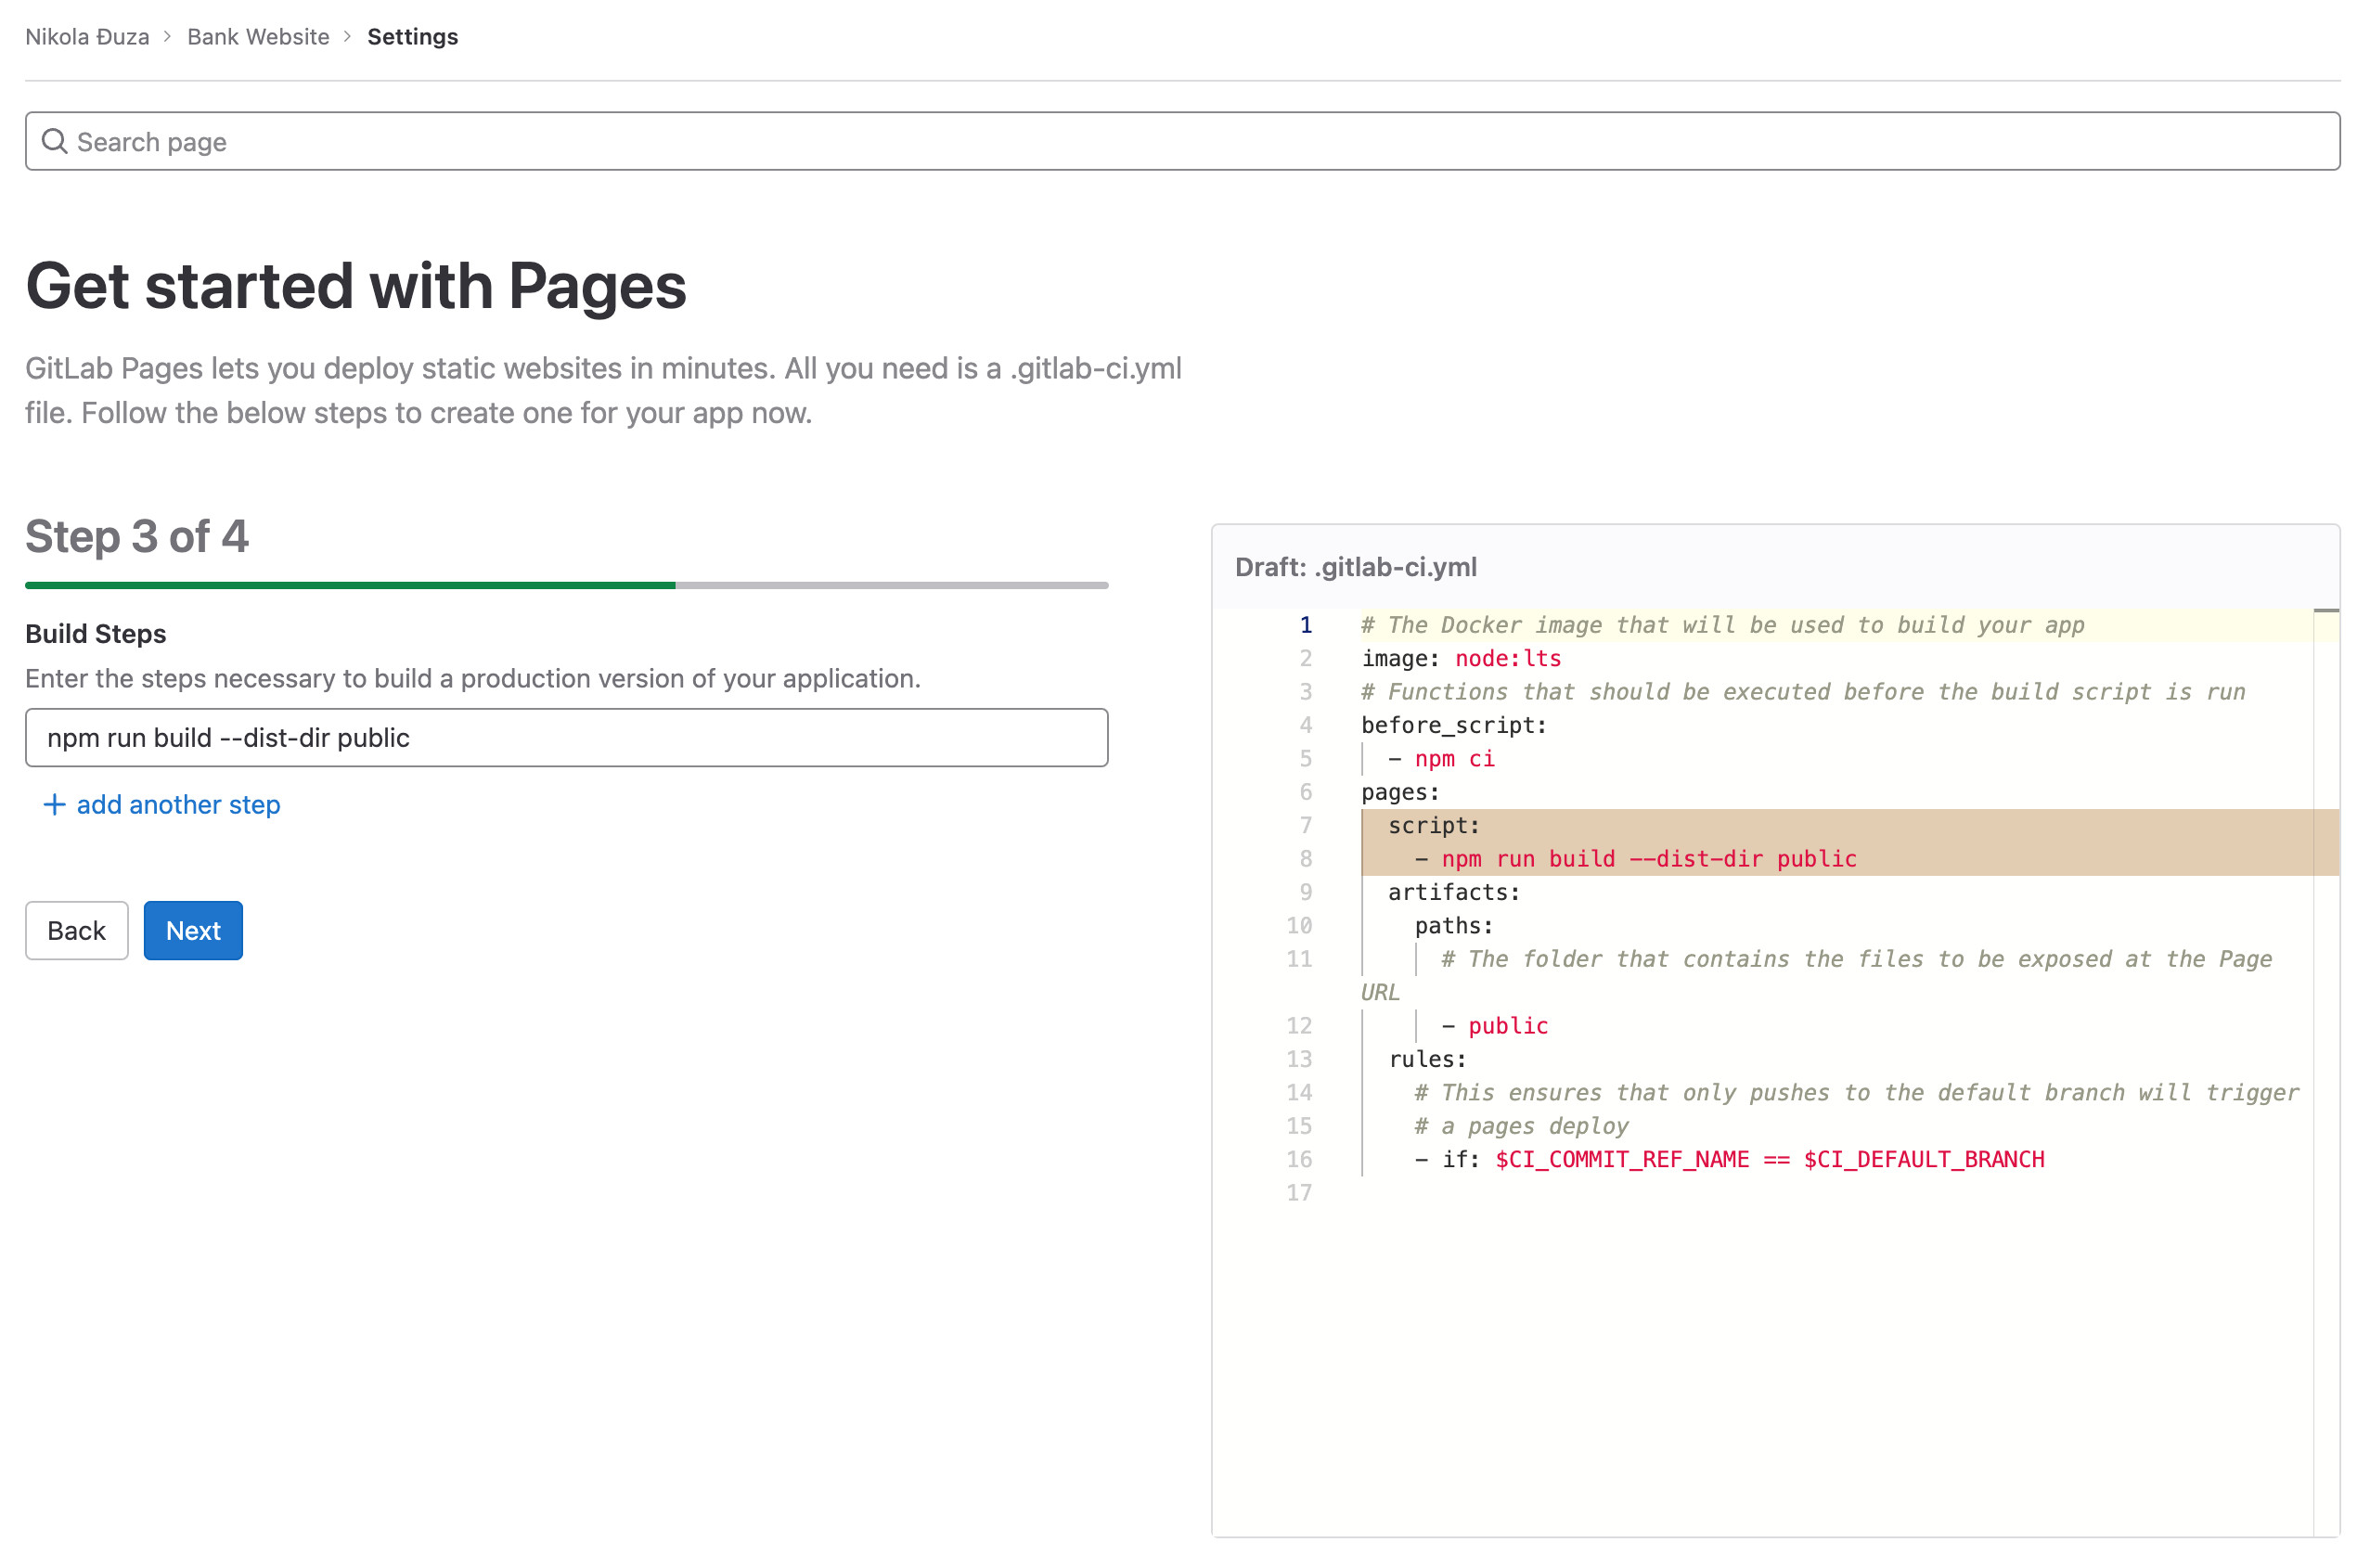 Nikola Đuza > Bank Website > Settings
Search page
Get started with Pages
GitLab Pages lets you deploy static websites in minutes. All you need is a .gitlab-ci.yml
file. Follow the below steps to create one for your app now.
Step 3 of 4
Build Steps
Enter the steps necessary to build a production version of your application.
npm run build --dist-dir public
+ add another step
Back Next
Draft: .gitlab-ci.yml
1 # The Docker image that will be used to build your app
2 image: node:lts
3 # Functions that should be executed before the build script is run
4 before_script:
5   - npm ci
6 pages:
7   script:
8     - npm run build --dist-dir public
9   artifacts:
10     paths:
11       # The folder that contains the files to be exposed at the Page
URL
12       - public
13   rules:
14     # This ensures that only pushes to the default branch will trigger
15     # a pages deploy
16     - if: $CI_COMMIT_REF_NAME == $CI_DEFAULT_BRANCH
17